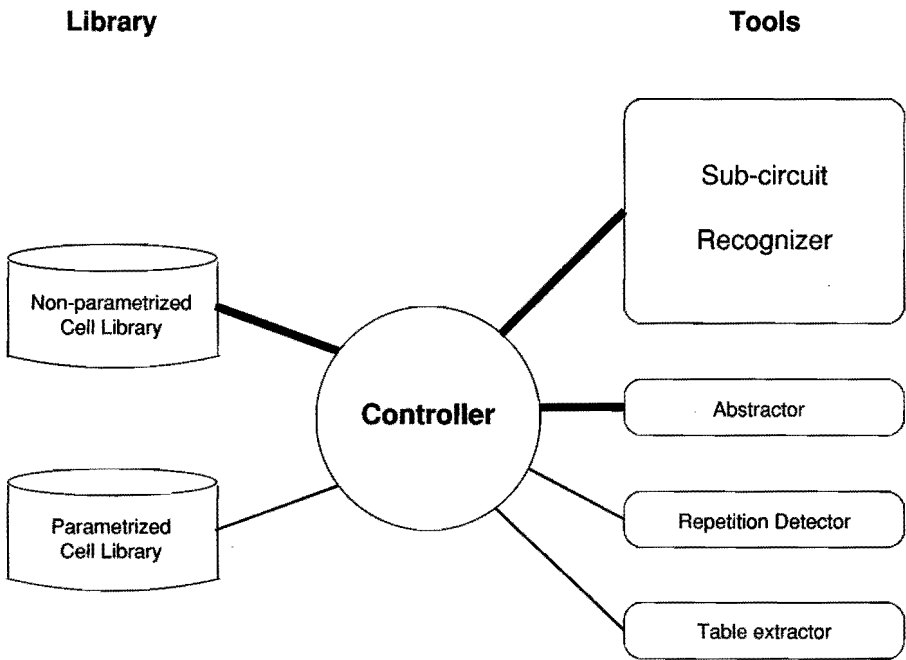 Library
Tools
Sub-circuit
Recognizer
Non-parametrized
Cell Library
Controller
Abstractor
Parametrized
Cell Library
Repetition Detector
Table extractor